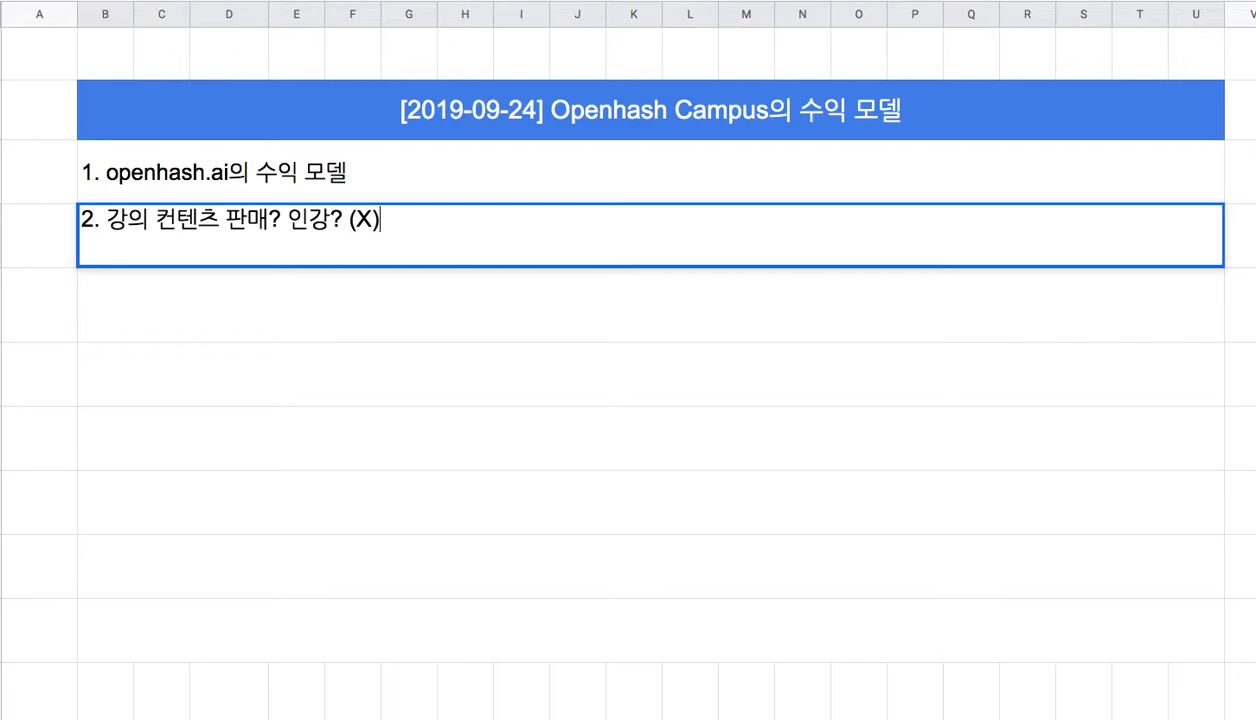 A B C D E F G H I J K L M N O P Q R S T U V
[2019-09-24] Openhash Campus의 수익 모델
1. openhash.ai의 수익 모델
2. 강의 컨텐츠 판매? 인강? (X)